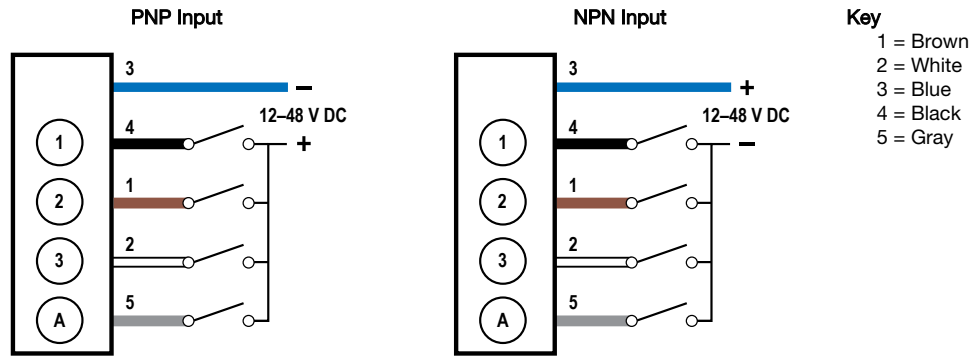 PNP Input
3
–
12–48 V DC
1
4
+
2
1
3
2
A
5
NPN Input
3
+
12–48 V DC
1
4
–
2
1
3
2
A
5
Key
1 = Brown
2 = White
3 = Blue
4 = Black
5 = Gray